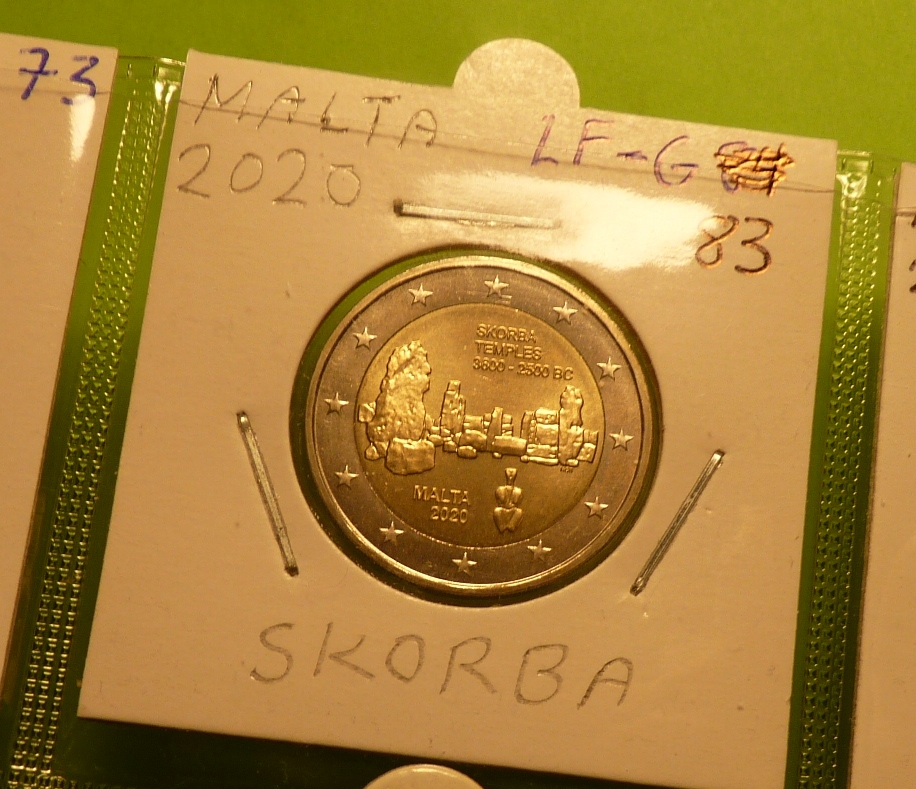 73
MALTA
2020
LF-G
83
SKORBA
TEMPLES
3600 - 2500 BC
MALTA
2020
SKORBA